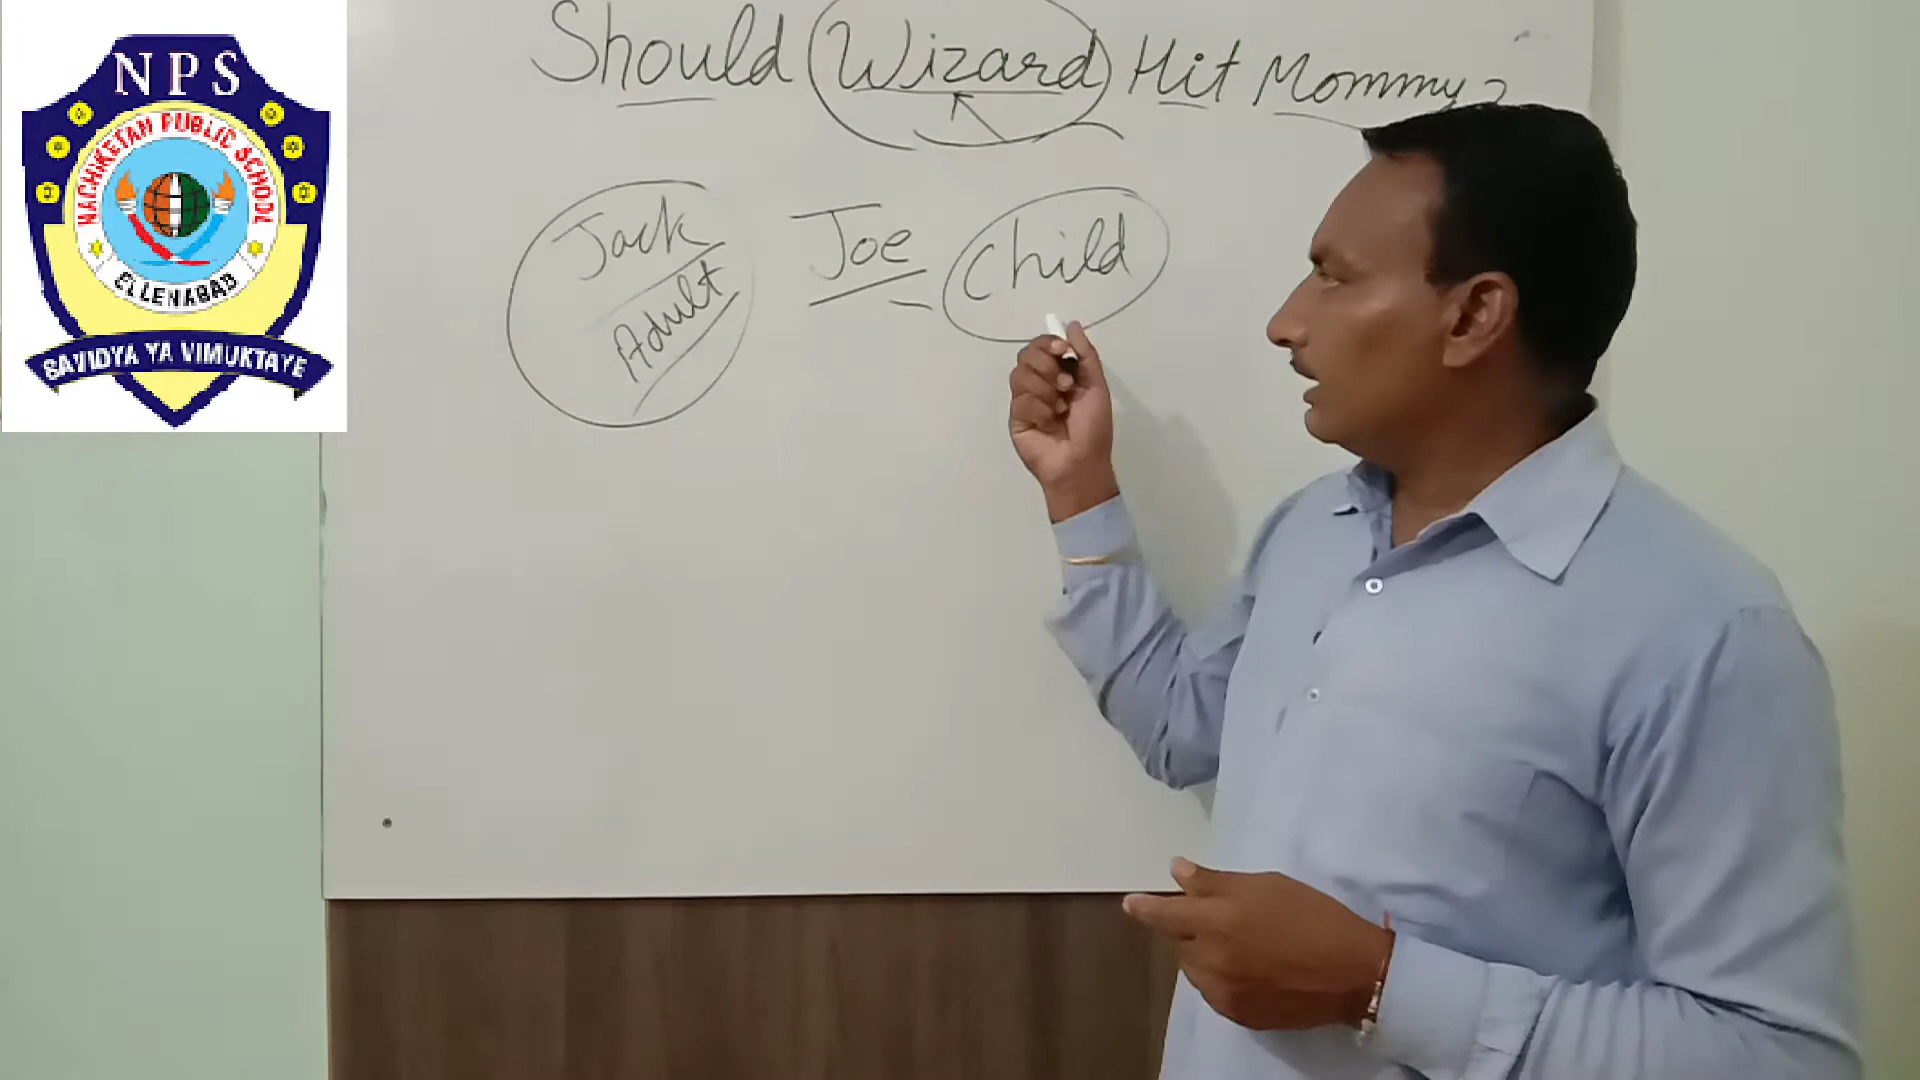 NPS
NACHIKETAN PUBLIC SCHOOL
ELLENABAD
SAVIDYA YA VIMUKTAYE
Should Wizard Hit Mommy?
Jack Joe Child
Adult